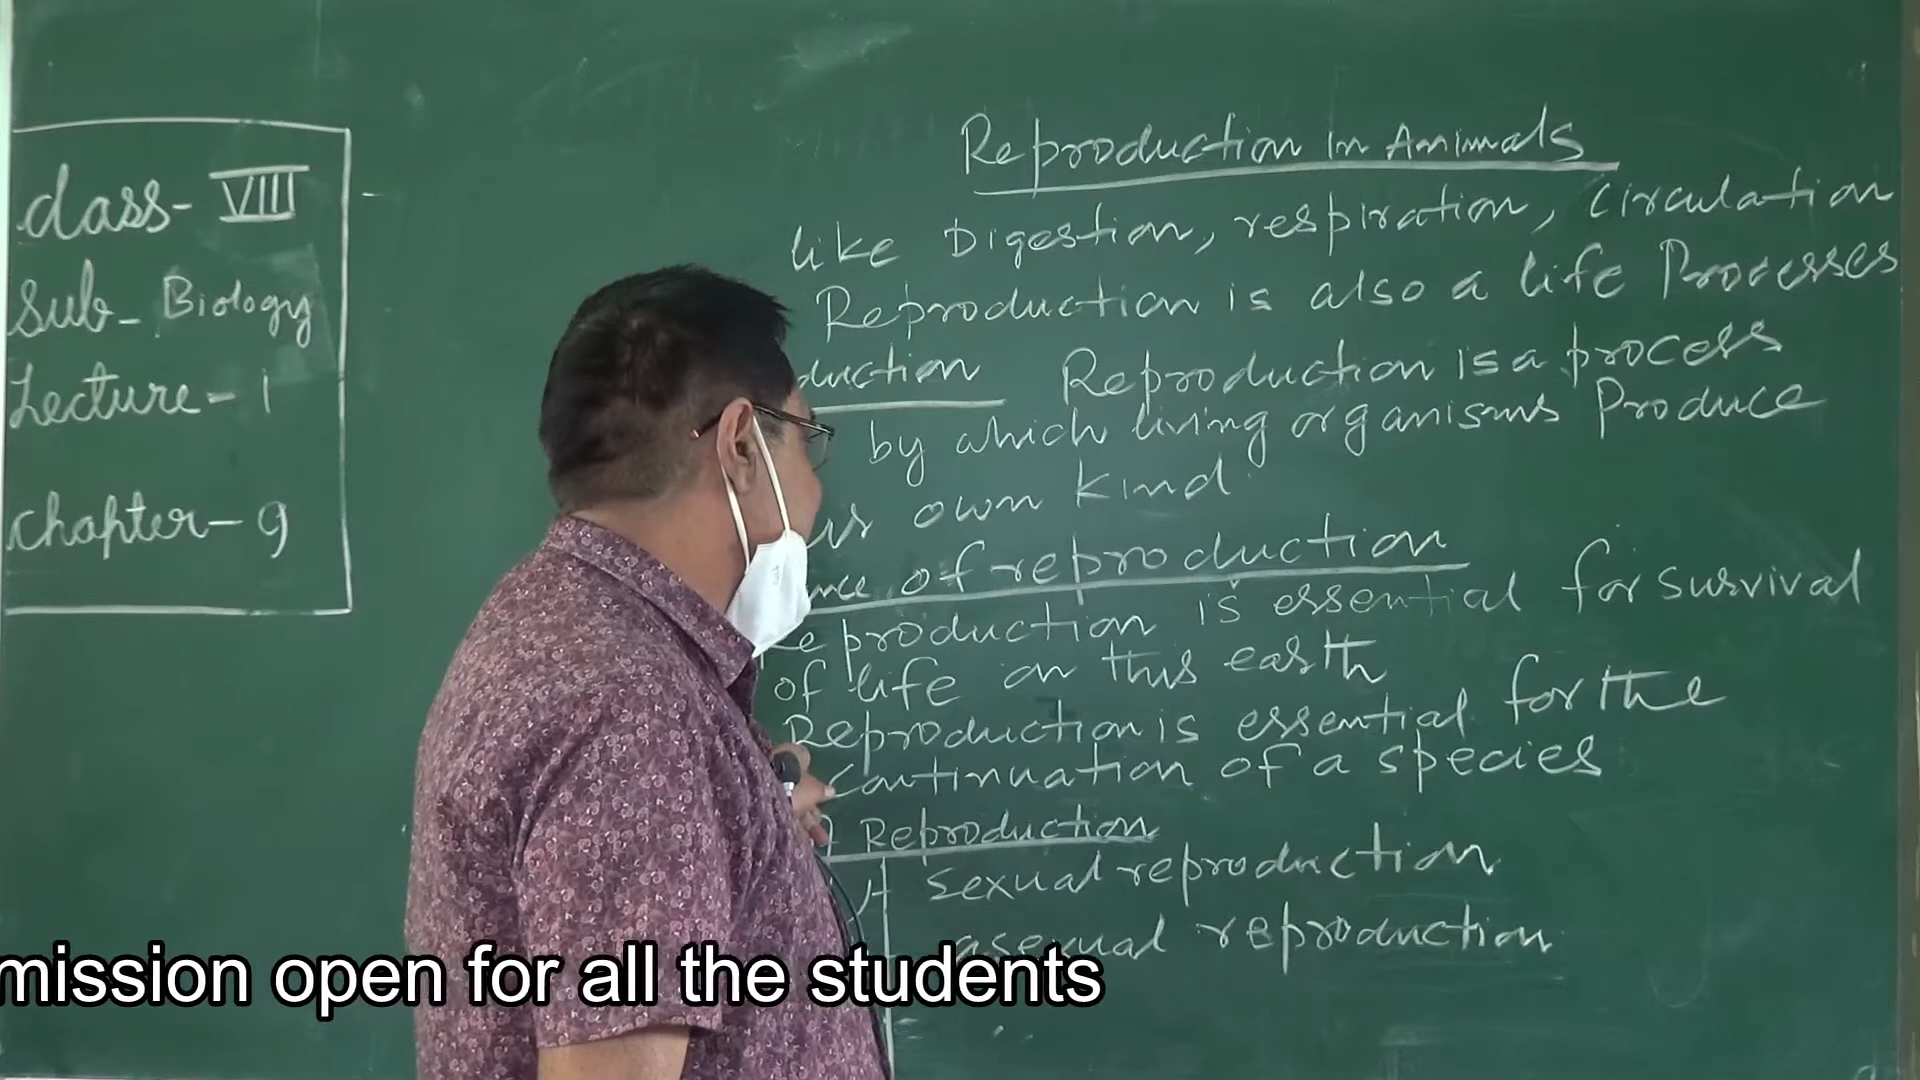 class- VIII
Sub- Biology
Lecture- 1
chapter- 9
Reproduction in Animals
like Digestion, respiration, circulation
Reproduction is also a life Processes
duction Reproduction is a process
by which living organisms Produce
own kind
nce of reproduction
Reproduction is essential for survival
of life on this earth
Reproduction is essential for the
continuation of a species
Reproduction
sexual reproduction
asexual reproduction
mission open for all the students